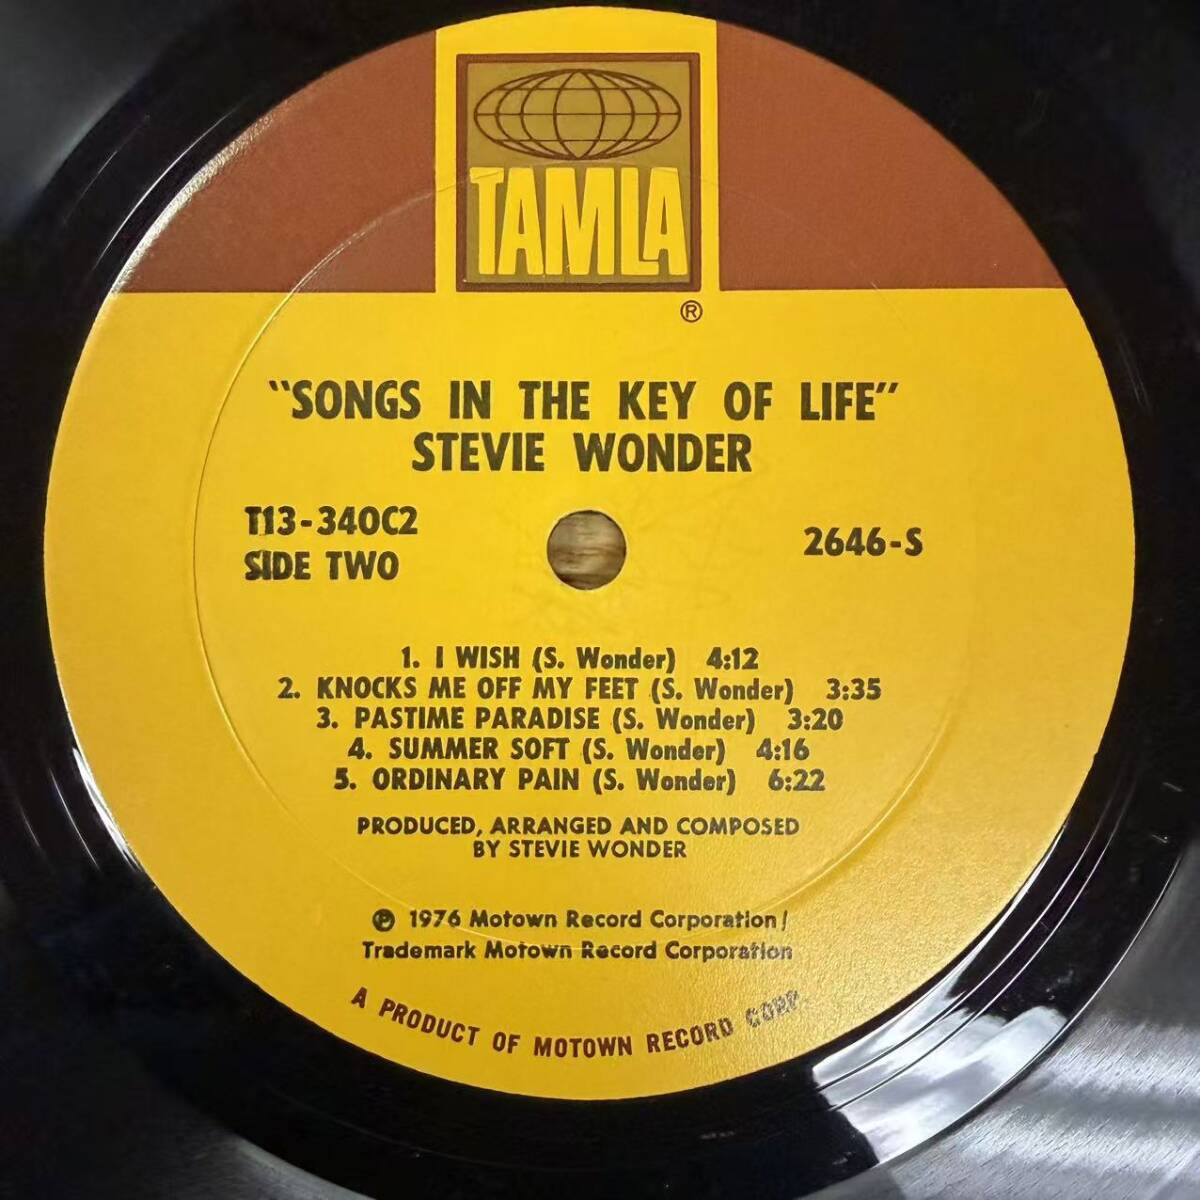 TAMLA
®
"SONGS IN THE KEY OF LIFE"
STEVIE WONDER
T13-340C2
SIDE TWO
2646-S
1. I WISH (S. Wonder) 4:12
2. KNOCKS ME OFF MY FEET (S. Wonder) 3:35
3. PASTIME PARADISE (S. Wonder) 3:20
4. SUMMER SOFT (S. Wonder) 4:16
5. ORDINARY PAIN (S. Wonder) 6:22
PRODUCED, ARRANGED AND COMPOSED
BY STEVIE WONDER
℗ 1976 Motown Record Corporation/
Trademark Motown Record Corporation
A PRODUCT OF MOTOWN RECORD CORP.